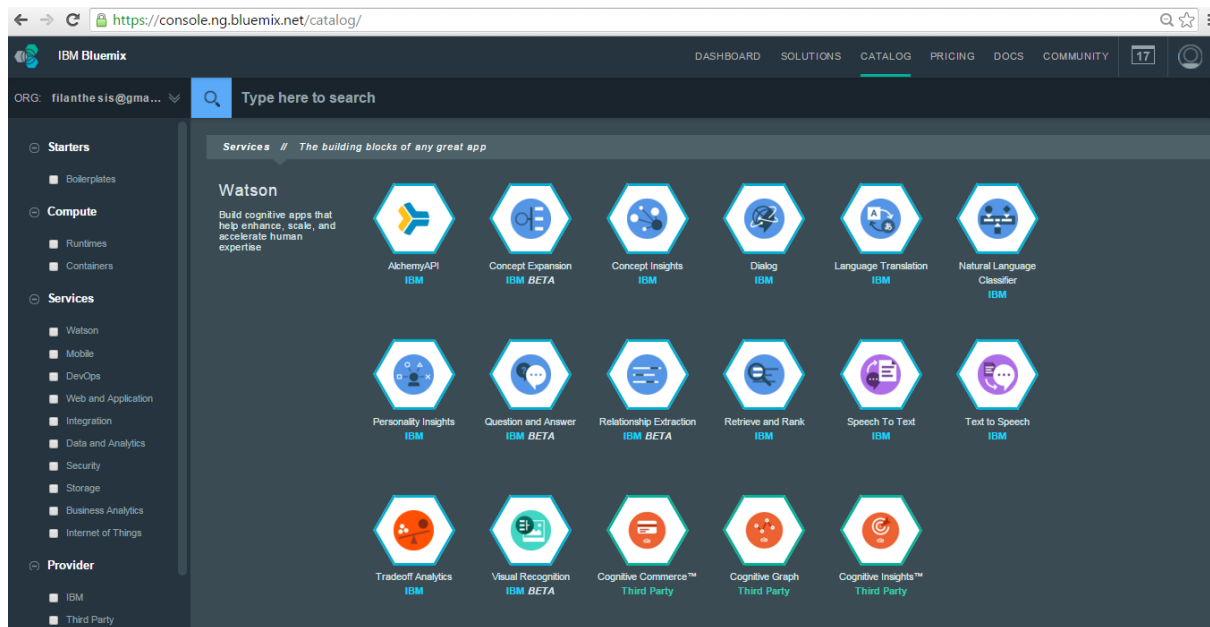 https://console.ng.bluemix.net/catalog/
IBM Bluemix
DASHBOARD SOLUTIONS CATALOG PRICING DOCS COMMUNITY 17
ORG: filanthesis@gma...
Type here to search
Starters
Boilerplates
Compute
Runtimes
Containers
Services
Watson
Mobile
DevOps
Web and Application
Integration
Data and Analytics
Security
Storage
Business Analytics
Internet of Things
Provider
IBM
Third Party
Services // The building blocks of any great app
Watson
Build cognitive apps that
help enhance, scale, and
accelerate human
expertise
AlchemyAPI
IBM
Concept Expansion
IBM BETA
Concept Insights
IBM
Dialog
IBM
Language Translation
IBM
Natural Language
Classifier
IBM
Personality Insights
IBM
Question and Answer
IBM BETA
Relationship Extraction
IBM BETA
Retrieve and Rank
IBM
Speech To Text
IBM
Text to Speech
IBM
Tradeoff Analytics
IBM
Visual Recognition
IBM BETA
Cognitive Commerce™
Third Party
Cognitive Graph
Third Party
Cognitive Insights™
Third Party